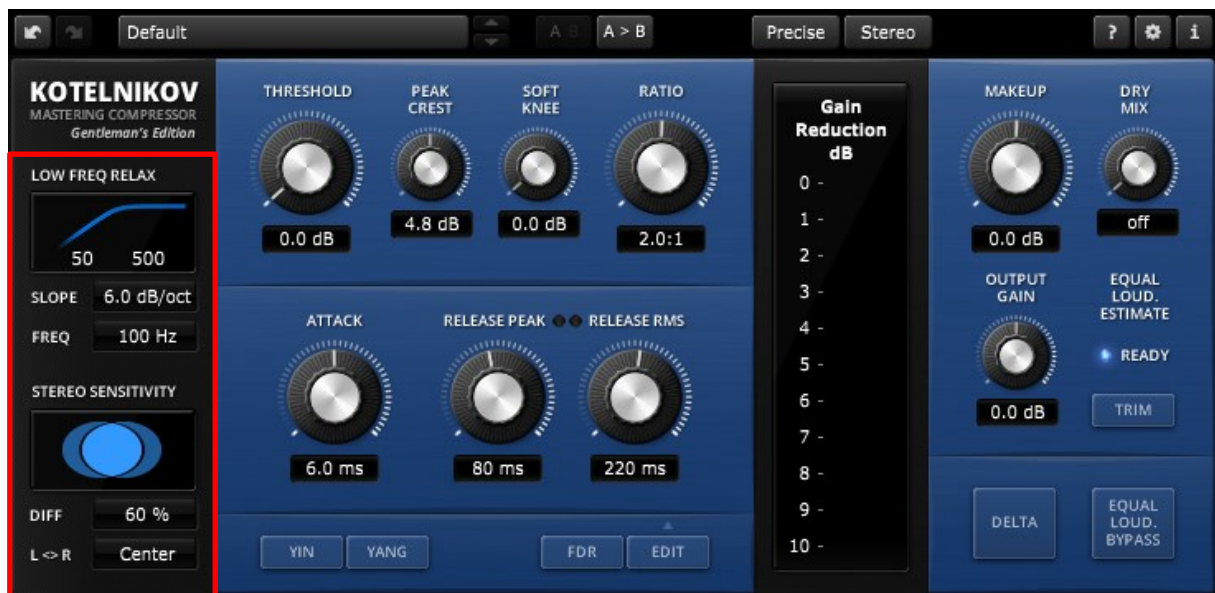 Default
A B
A > B
Precise
Stereo
?
i
KOTELNIKOV
MASTERING COMPRESSOR
Gentleman's Edition
LOW FREQ RELAX
50 500
SLOPE 6.0 dB/oct
FREQ 100 Hz
STEREO SENSITIVITY
DIFF 60 %
L <> R Center
THRESHOLD
0.0 dB
PEAK
CREST
4.8 dB
SOFT
KNEE
0.0 dB
RATIO
2.0:1
ATTACK
6.0 ms
RELEASE PEAK
80 ms
RELEASE RMS
220 ms
YIN
YANG
FDR
EDIT
Gain
Reduction
dB
0 -
1 -
2 -
3 -
4 -
5 -
6 -
7 -
8 -
9 -
10 -
MAKEUP
0.0 dB
DRY
MIX
off
OUTPUT
GAIN
0.0 dB
EQUAL
LOUD.
ESTIMATE
READY
TRIM
DELTA
EQUAL
LOUD.
BYPASS